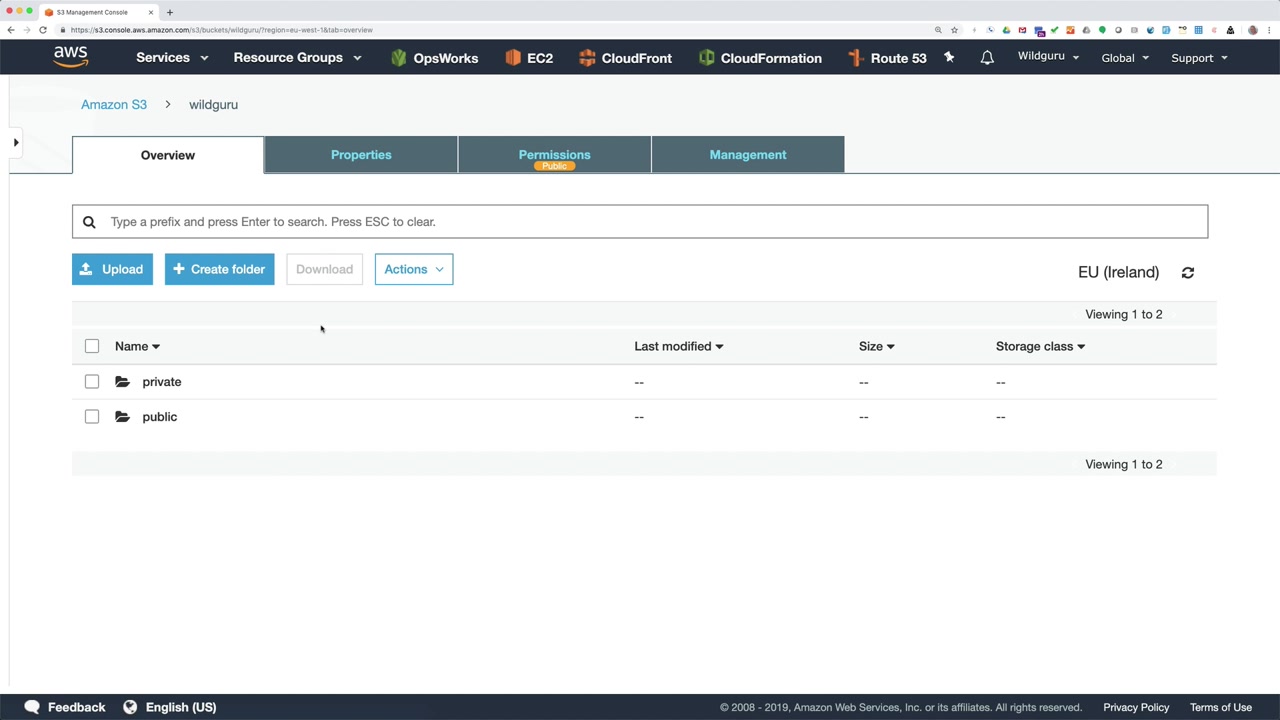 S3 Management Console
https://s3.console.aws.amazon.com/s3/buckets/wildguru/?region=eu-west-1&tab=overview
aws Services Resource Groups OpsWorks EC2 CloudFront CloudFormation Route 53 Wildguru Global Support
Amazon S3 > wildguru
Overview Properties Permissions Management
Public
Type a prefix and press Enter to search. Press ESC to clear.
Upload + Create folder Download Actions EU (Ireland)
Viewing 1 to 2
Name Last modified Size Storage class
private -- -- --
public -- -- --
Viewing 1 to 2
Feedback English (US) © 2008 - 2019, Amazon Web Services, Inc. or its affiliates. All rights reserved. Privacy Policy Terms of Use